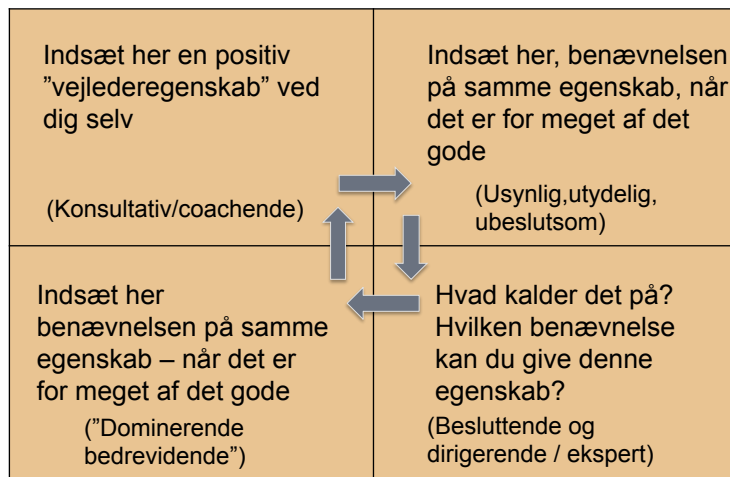 Indsæt her en positiv
”vejlederegenskab” ved
dig selv
(Konsultativ/coachende)
Indsæt her, benævnelsen
på samme egenskab, når
det er for meget af det
gode
(Usynlig,utydelig,
ubeslutsom)
Indsæt her
benævnelsen på samme
egenskab – når det er
for meget af det gode
(”Dominerende
bedrevidende”)
Hvad kalder det på?
Hvilken benævnelse
kan du give denne
egenskab?
(Besluttende og
dirigerende / ekspert)